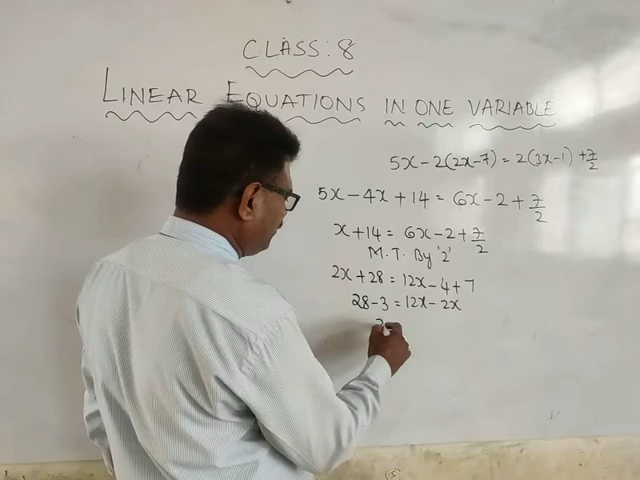 CLASS: 8
LINEAR EQUATIONS IN ONE VARIABLE
5x - 2(2x-7) = 2(3x-1) + 7/2
5x - 4x + 14 = 6x - 2 + 7/2
x + 14 = 6x - 2 + 7/2
M.T. By '2'
2x + 28 = 12x - 4 + 7
28 - 3 = 12x - 2x